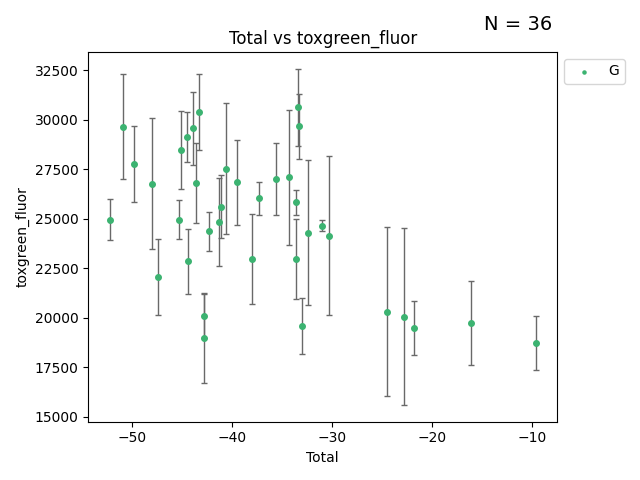 N = 36
Total vs toxgreen_fluor
G
toxgreen_fluor
32500
30000
27500
25000
22500
20000
17500
15000
−50 −40 −30 −20 −10
Total